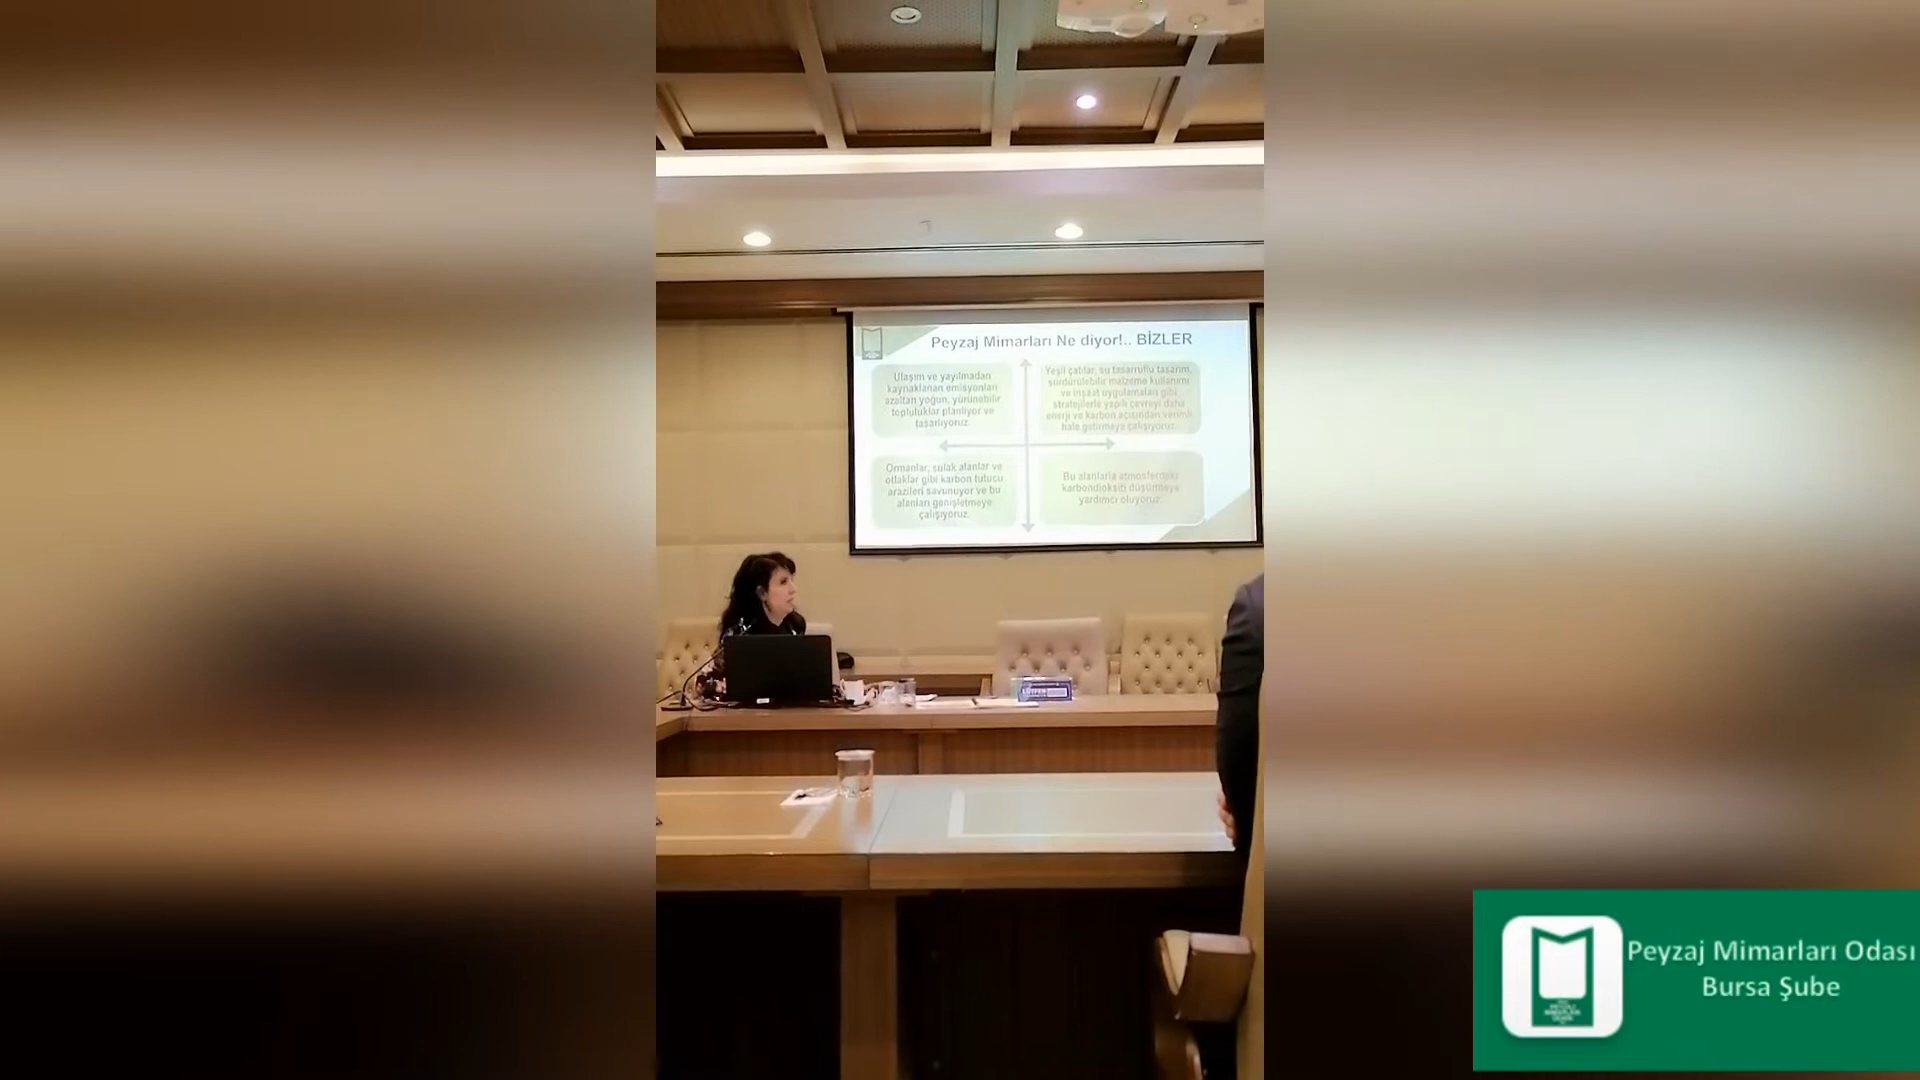 Peyzaj Mimarları Ne diyor!.. BİZLER
Ulaşım ve yayılmadan
kaynaklanan emisyonları
azaltan yoğun, yürünebilir
topluluklar planlıyor ve
tasarlıyoruz.
Yeşil çatılar, su tasarruflu tasarım,
sürdürülebilir malzeme kullanımı
ve inşaat uygulamaları gibi
stratejilerle yapılı çevreyi daha
enerji ve karbon açısından verimli
hale getirmeye çalışıyoruz.
Ormanlar, sulak alanlar ve
otlaklar gibi karbon tutucu
arazileri savunuyor ve bu
alanları genişletmeye
çalışıyoruz.
Bu alanlarla atmosferdeki
karbondioksiti düşürmeye
yardımcı oluyoruz.
LÜTFEN
Peyzaj Mimarları Odası
Bursa Şube